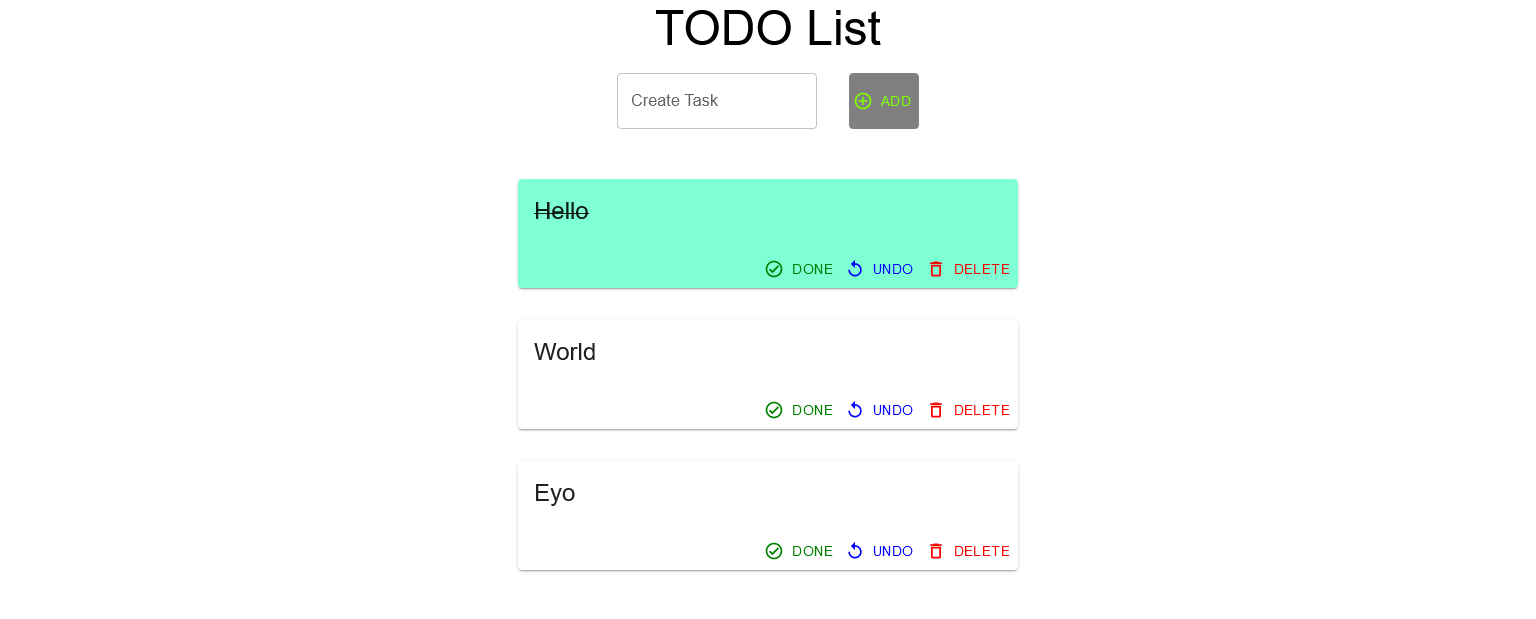 TODO List
Create Task
ADD
Hello
DONE UNDO DELETE
World
DONE UNDO DELETE
Eyo
DONE UNDO DELETE